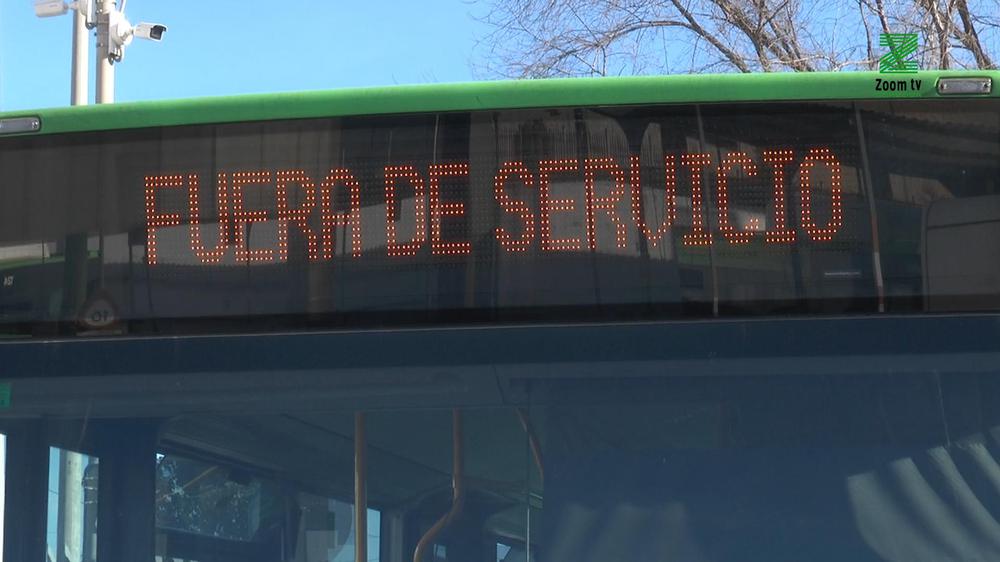 Zoom tv
FUERA DE SERVICIO